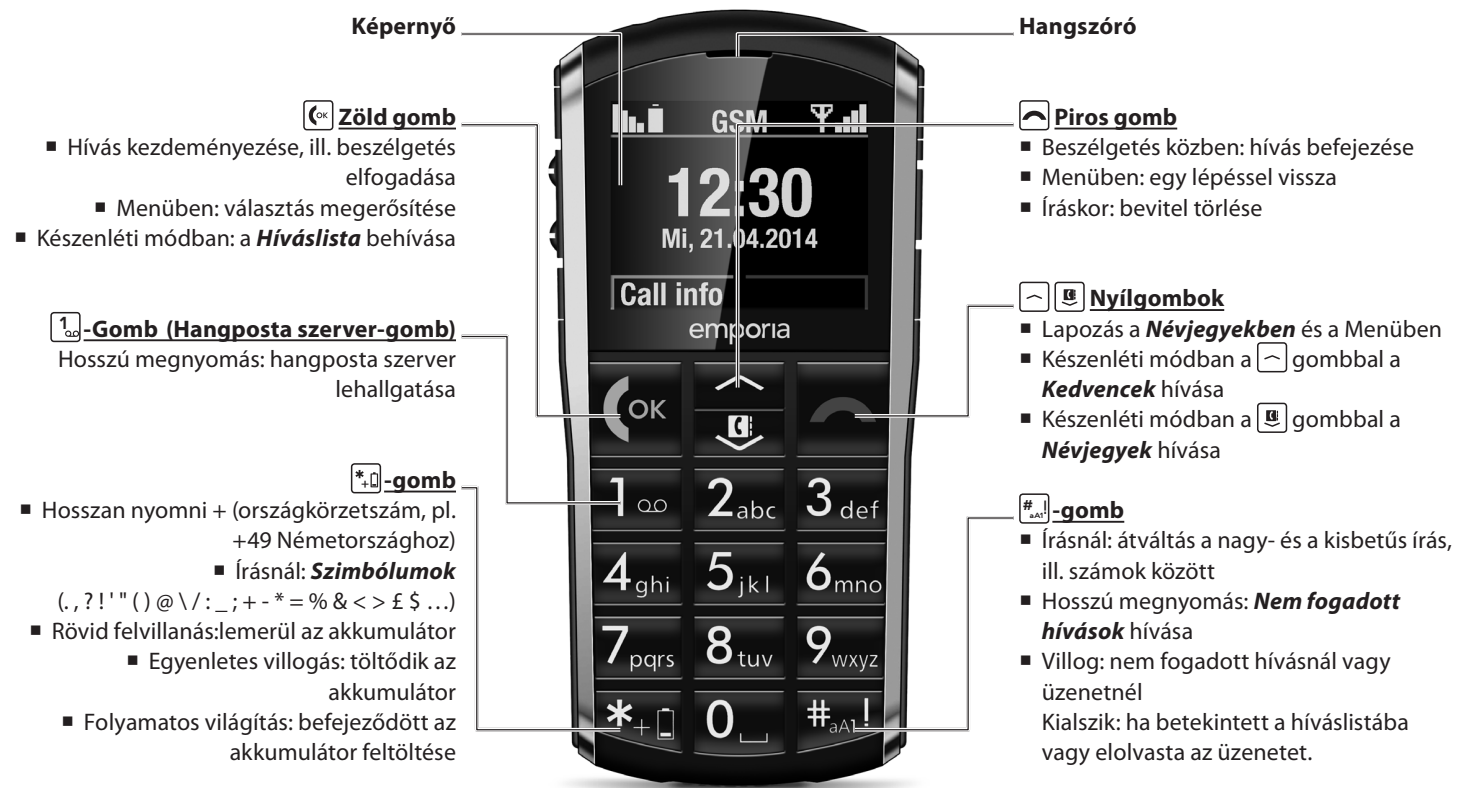 Képernyő
Zöld gomb
■ Hívás kezdeményezése, ill. beszélgetés
elfogadása
■ Menüben: választás megerősítése
■ Készenléti módban: a Híváslista behívása
1 -Gomb (Hangposta szerver-gomb)
Hosszú megnyomás: hangposta szerver
lehallgatása
*+ -gomb
■ Hosszan nyomni + (országkörzetszám, pl.
+49 Németországhoz)
■ Írásnál: Szimbólumok
(. , ? ! ' " ( ) @ \ / : _ ; + - * = % & < > £ $ …)
■ Rövid felvillanás:lemerül az akkumulátor
■ Egyenletes villogás: töltődik az
akkumulátor
■ Folyamatos világítás: befejeződött az
akkumulátor feltöltése
GSM
12:30
Mi, 21.04.2014
Call info
emporia
OK
1 2abc 3def
4ghi 5jkl 6mno
7pqrs 8tuv 9wxyz
*+ 0 #aA1!
Hangszóró
Piros gomb
■ Beszélgetés közben: hívás befejezése
■ Menüben: egy lépéssel vissza
■ Íráskor: bevitel törlése
Nyílgombok
■ Lapozás a Névjegyekben és a Menüben
■ Készenléti módban a gombbal a
Kedvencek hívása
■ Készenléti módban a gombbal a
Névjegyek hívása
#aA1! -gomb
■ Írásnál: átváltás a nagy- és a kisbetűs írás,
ill. számok között
■ Hosszú megnyomás: Nem fogadott
hívások hívása
■ Villog: nem fogadott hívásnál vagy
üzenetnél
Kialszik: ha betekintett a híváslistába
vagy elolvasta az üzenetet.